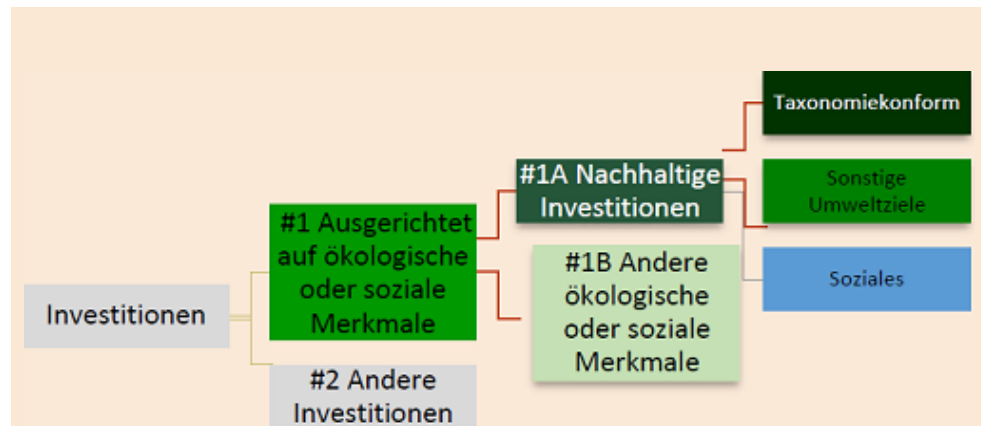 Taxonomiekonform
#1A Nachhaltige
Investitionen
Sonstige
Umweltziele
#1 Ausgerichtet
auf ökologische
oder soziale
Merkmale
#1B Andere
ökologische
oder soziale
Merkmale
Soziales
Investitionen
#2 Andere
Investitionen